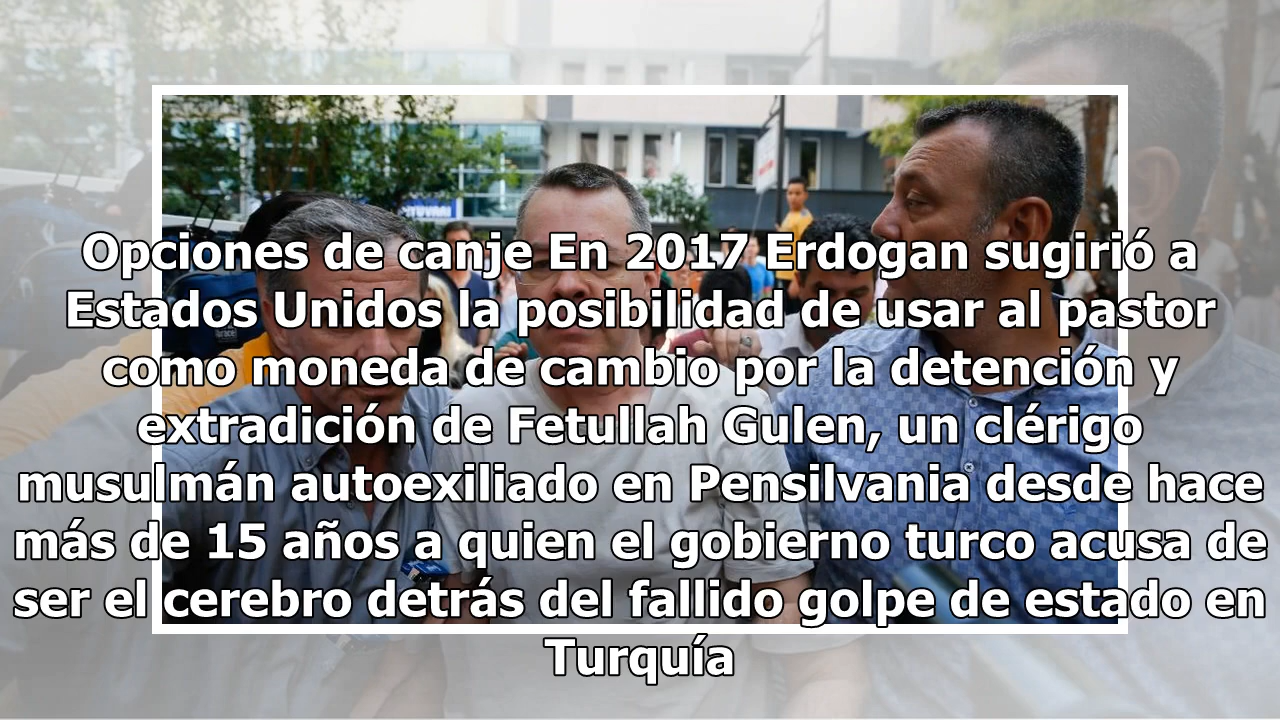 Opciones de canje En 2017 Erdogan sugirió a
Estados Unidos la posibilidad de usar al pastor
como moneda de cambio por la detención y
extradición de Fetullah Gulen, un clérigo
musulmán autoexiliado en Pensilvania desde hace
más de 15 años a quien el gobierno turco acusa de
ser el cerebro detrás del fallido golpe de estado en
Turquía